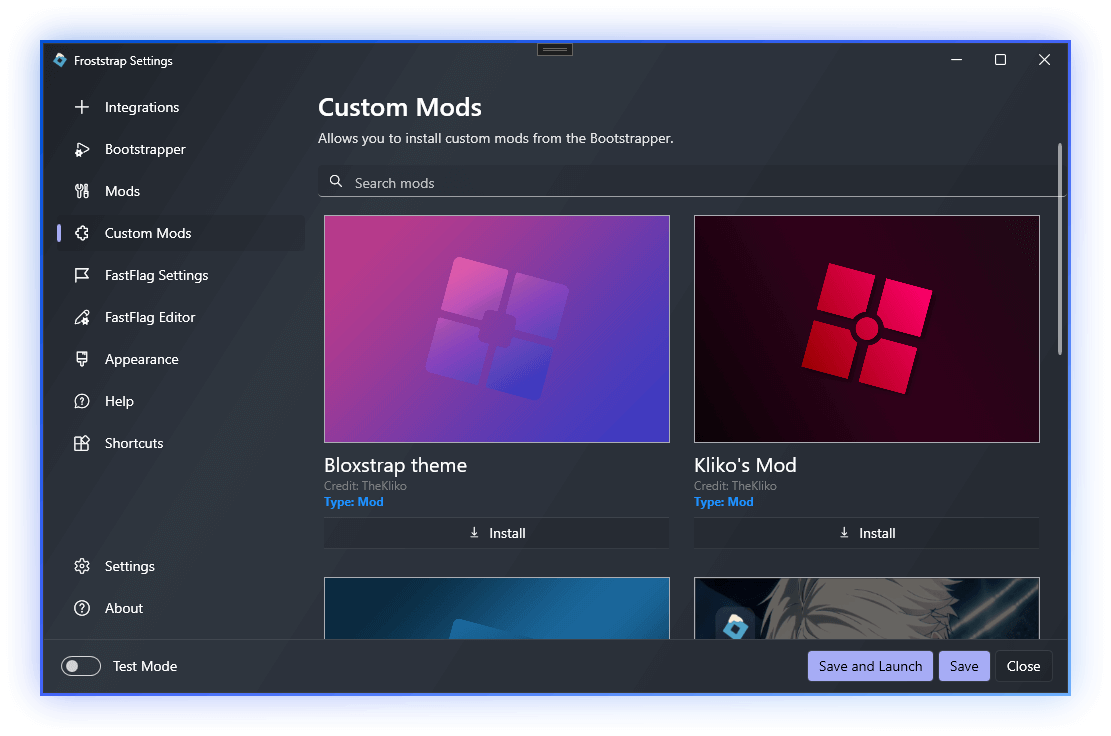 Froststrap Settings
Integrations
Bootstrapper
Mods
Custom Mods
FastFlag Settings
FastFlag Editor
Appearance
Help
Shortcuts
Settings
About
Custom Mods
Allows you to install custom mods from the Bootstrapper.
Search mods
Bloxstrap theme
Credit: TheKliko
Type: Mod
Install
Kliko's Mod
Credit: TheKliko
Type: Mod
Install
Test Mode
Save and Launch
Save
Close